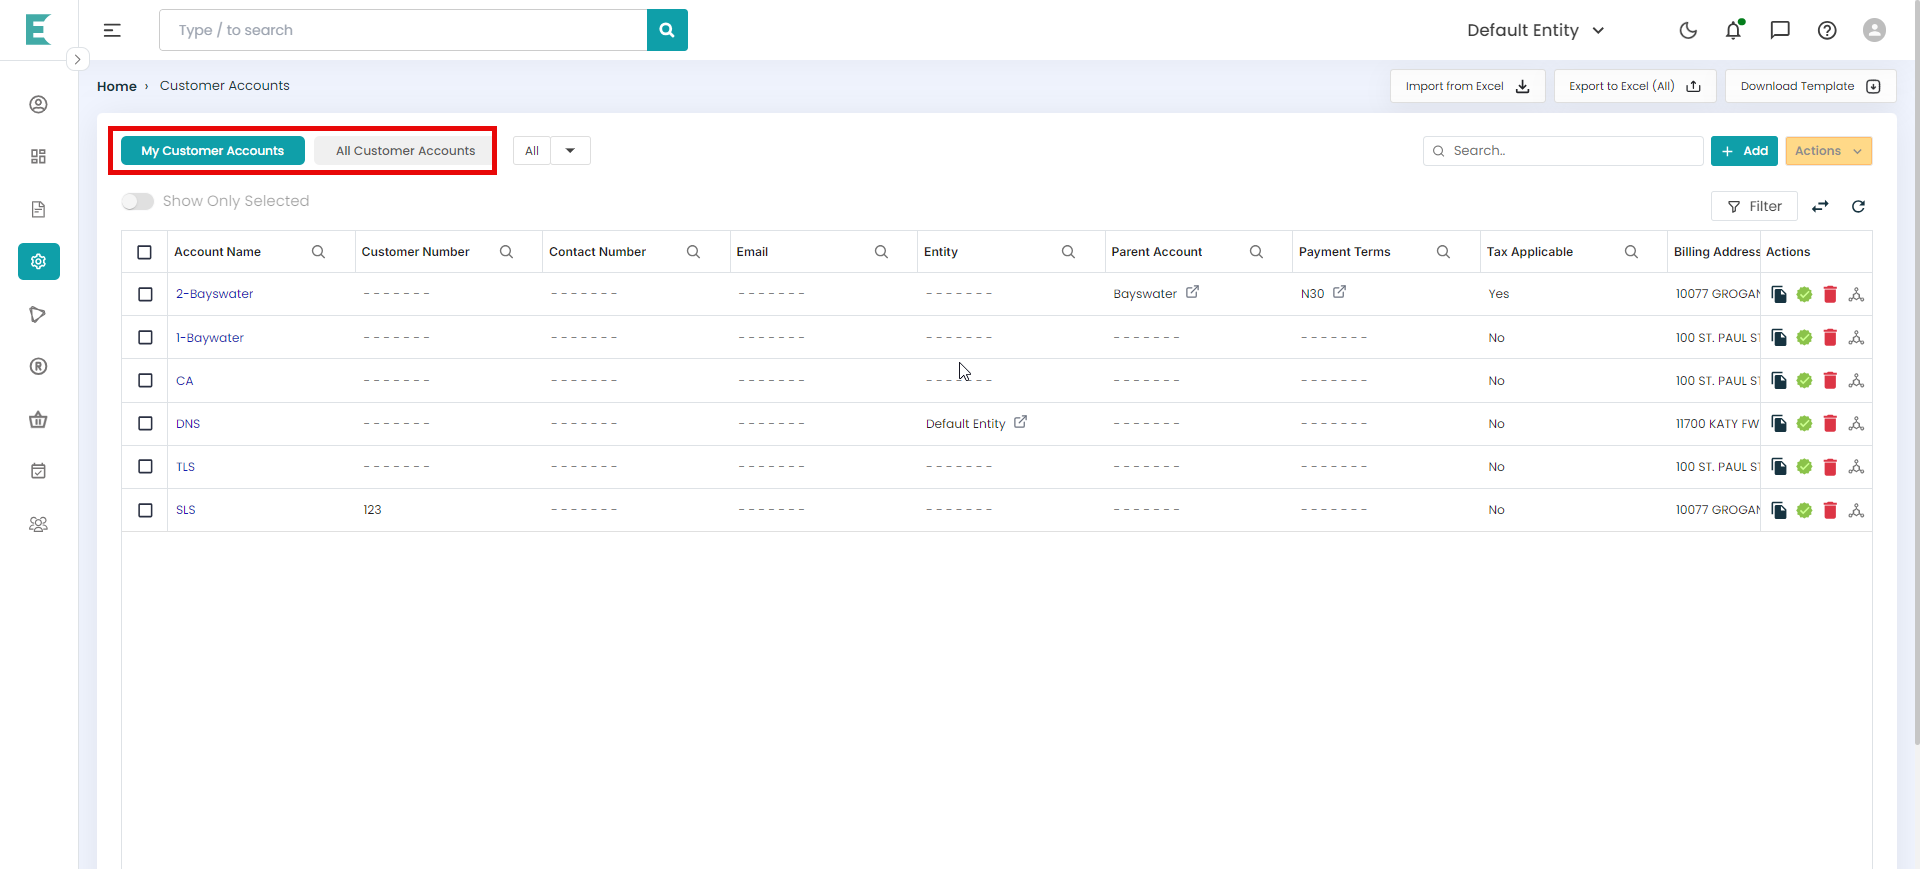 E
Type / to search
Default Entity
Home › Customer Accounts
Import from Excel
Export to Excel (All)
Download Template
My Customer Accounts
All Customer Accounts
All
Search..
+ Add
Actions
Show Only Selected
Filter
Account Name Customer Number Contact Number Email Entity Parent Account Payment Terms Tax Applicable Billing Address Actions
2-Bayswater ------- ------- ------- ------- Bayswater N30 Yes 10077 GROGAN
1-Baywater ------- ------- ------- ------- ------- ------- No 100 ST. PAUL ST
CA ------- ------- ------- ------- ------- ------- No 100 ST. PAUL ST
DNS ------- ------- ------- Default Entity ------- ------- No 11700 KATY FW
TLS ------- ------- ------- ------- ------- ------- No 100 ST. PAUL ST
SLS 123 ------- ------- ------- ------- ------- No 10077 GROGAN